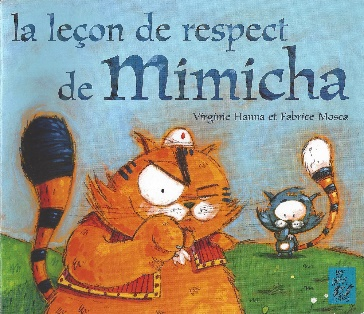 la leçon de respect
de Mimicha
Virginie Hanna et Fabrice Mosca